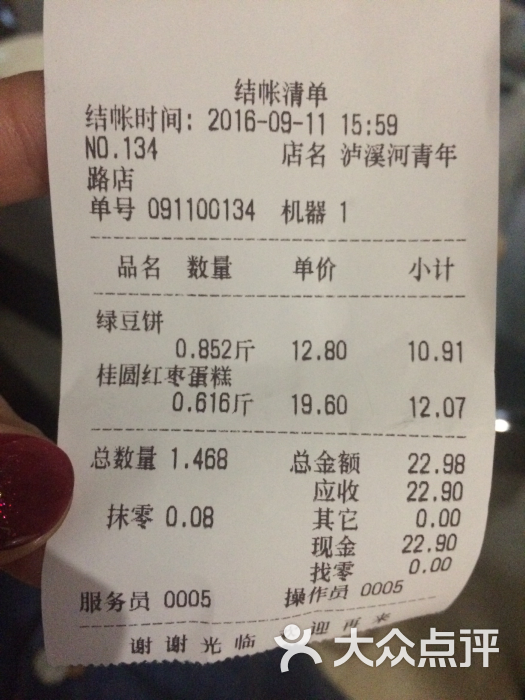 结帐清单
结帐时间: 2016-09-11 15:59
NO.134 店名 泸溪河青年
路店
单号 091100134 机器 1
品名 数量 单价 小计
绿豆饼
0.852斤 12.80 10.91
桂圆红枣蛋糕
0.616斤 19.60 12.07
总数量 1.468 总金额 22.98
应收 22.90
抹零 0.08 其它 0.00
现金 22.90
找零 0.00
服务员 0005 操作员 0005
谢谢光临 迎再来
大众点评